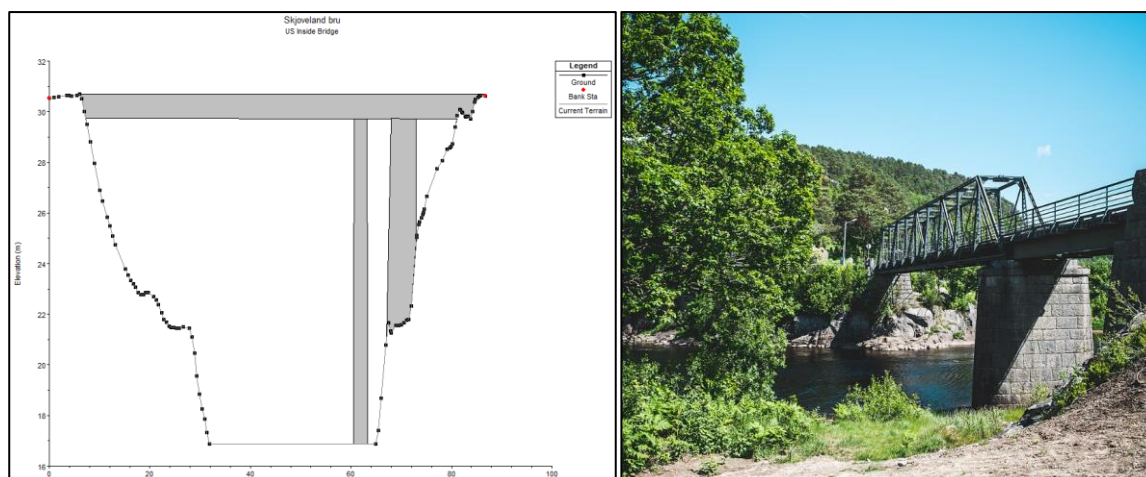 Skjoveland bru
US Inside Bridge
Legend
Ground
Bank Sta
Current Terrain
Elevation (m)
32
30
28
26
24
22
20
18
16
0
20
40
60
80
100